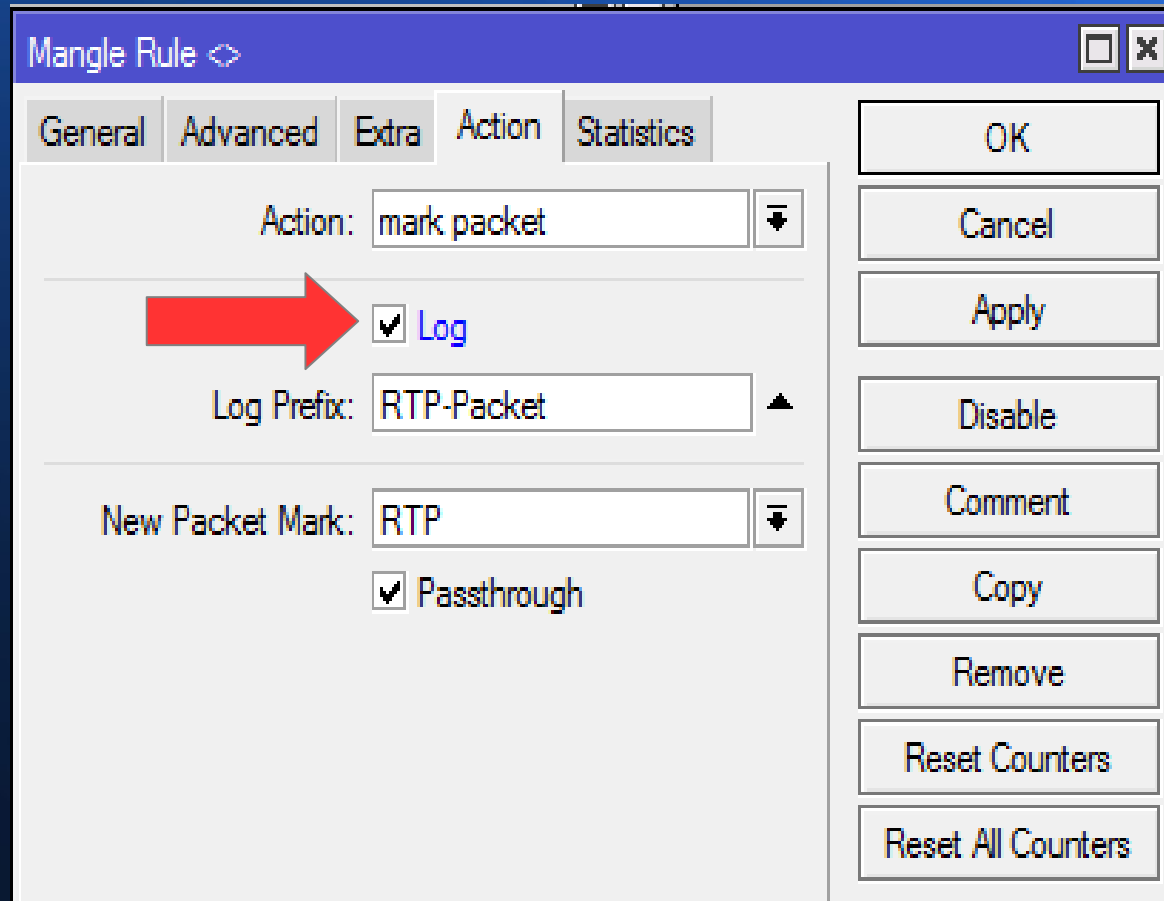 Mangle Rule <>
General Advanced Extra Action Statistics
Action: mark packet
Log
Log Prefix: RTP-Packet
New Packet Mark: RTP
Passthrough
OK
Cancel
Apply
Disable
Comment
Copy
Remove
Reset Counters
Reset All Counters